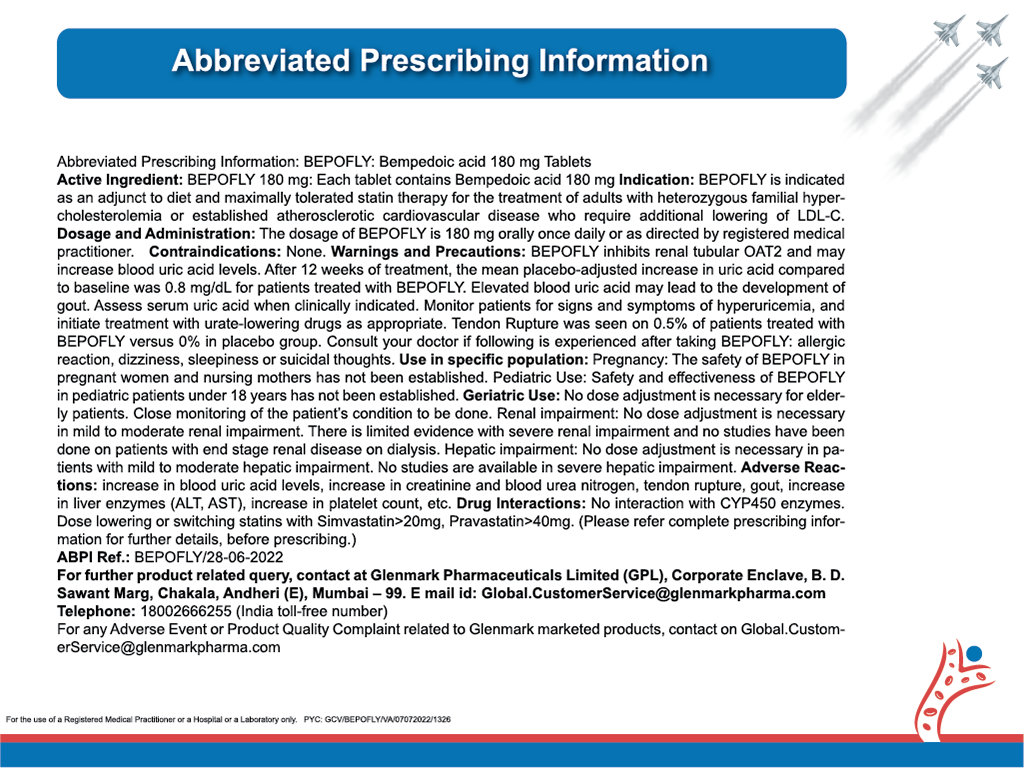 Abbreviated Prescribing Information
Abbreviated Prescribing Information: BEPOFLY: Bempedoic acid 180 mg Tablets
Active Ingredient: BEPOFLY 180 mg: Each tablet contains Bempedoic acid 180 mg Indication: BEPOFLY is indicated
as an adjunct to diet and maximally tolerated statin therapy for the treatment of adults with heterozygous familial hyper-
cholesterolemia or established atherosclerotic cardiovascular disease who require additional lowering of LDL-C.
Dosage and Administration: The dosage of BEPOFLY is 180 mg orally once daily or as directed by registered medical
practitioner. Contraindications: None. Warnings and Precautions: BEPOFLY inhibits renal tubular OAT2 and may
increase blood uric acid levels. After 12 weeks of treatment, the mean placebo-adjusted increase in uric acid compared
to baseline was 0.8 mg/dL for patients treated with BEPOFLY. Elevated blood uric acid may lead to the development of
gout. Assess serum uric acid when clinically indicated. Monitor patients for signs and symptoms of hyperuricemia, and
initiate treatment with urate-lowering drugs as appropriate. Tendon Rupture was seen on 0.5% of patients treated with
BEPOFLY versus 0% in placebo group. Consult your doctor if following is experienced after taking BEPOFLY: allergic
reaction, dizziness, sleepiness or suicidal thoughts. Use in specific population: Pregnancy: The safety of BEPOFLY in
pregnant women and nursing mothers has not been established. Pediatric Use: Safety and effectiveness of BEPOFLY
in pediatric patients under 18 years has not been established. Geriatric Use: No dose adjustment is necessary for elder-
ly patients. Close monitoring of the patient's condition to be done. Renal impairment: No dose adjustment is necessary
in mild to moderate renal impairment. There is limited evidence with severe renal impairment and no studies have been
done on patients with end stage renal disease on dialysis. Hepatic impairment: No dose adjustment is necessary in pa-
tients with mild to moderate hepatic impairment. No studies are available in severe hepatic impairment. Adverse Reac-
tions: increase in blood uric acid levels, increase in creatinine and blood urea nitrogen, tendon rupture, gout, increase
in liver enzymes (ALT, AST), increase in platelet count, etc. Drug Interactions: No interaction with CYP450 enzymes.
Dose lowering or switching statins with Simvastatin>20mg, Pravastatin>40mg. (Please refer complete prescribing infor-
mation for further details, before prescribing.)
ABPI Ref.: BEPOFLY/28-06-2022
For further product related query, contact at Glenmark Pharmaceuticals Limited (GPL), Corporate Enclave, B. D.
Sawant Marg, Chakala, Andheri (E), Mumbai – 99. E mail id: Global.CustomerService@glenmarkpharma.com
Telephone: 18002666255 (India toll-free number)
For any Adverse Event or Product Quality Complaint related to Glenmark marketed products, contact on Global.Custom-
erService@glenmarkpharma.com
For the use of a Registered Medical Practitioner or a Hospital or a Laboratory only. PYC: GCV/BEPOFLY/VA/07072022/1326